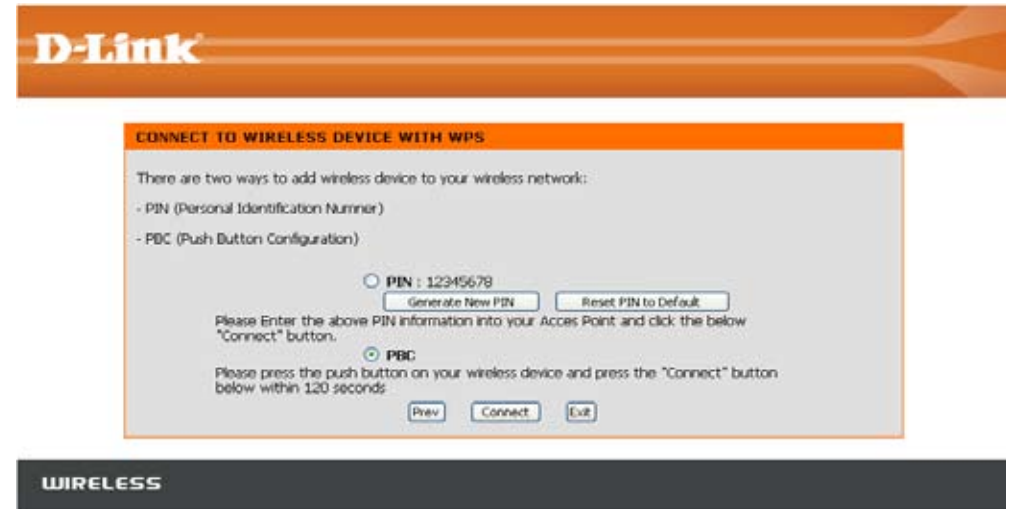 D-Link
CONNECT TO WIRELESS DEVICE WITH WPS
There are two ways to add wireless device to your wireless network:
- PIN (Personal Identification Numner)
- PBC (Push Button Configuration)
PIN : 12345678
Generate New PIN Reset PIN to Default
Please Enter the above PIN information into your Acces Point and click the below
"Connect" button.
PBC
Please press the push button on your wireless device and press the "Connect" button
below within 120 seconds
Prev Connect Exit
WIRELESS